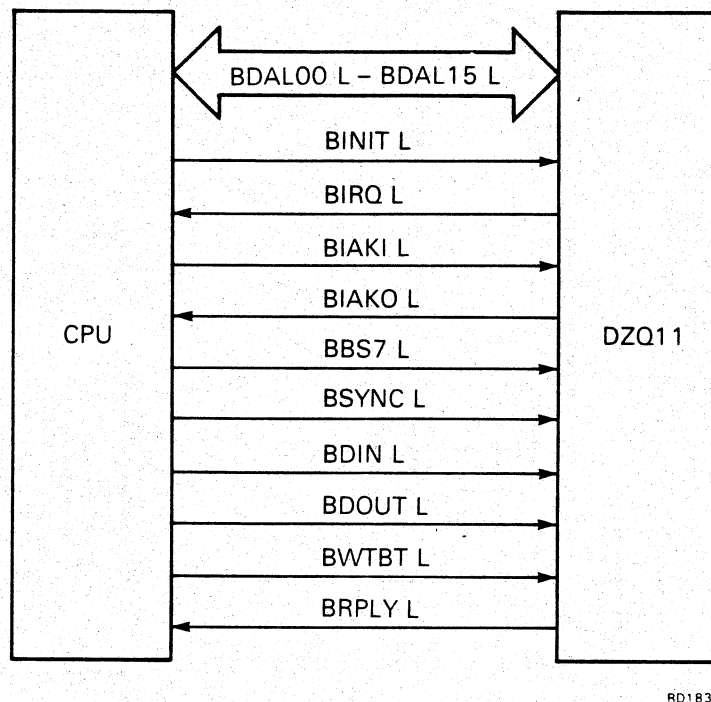 BDAL00 L – BDAL15 L
BINIT L
BIRQ L
BIAKI L
BIAKO L
CPU
DZQ11
BBS7 L
BSYNC L
BDIN L
BDOUT L
BWTBT L
BRPLY L
RD183